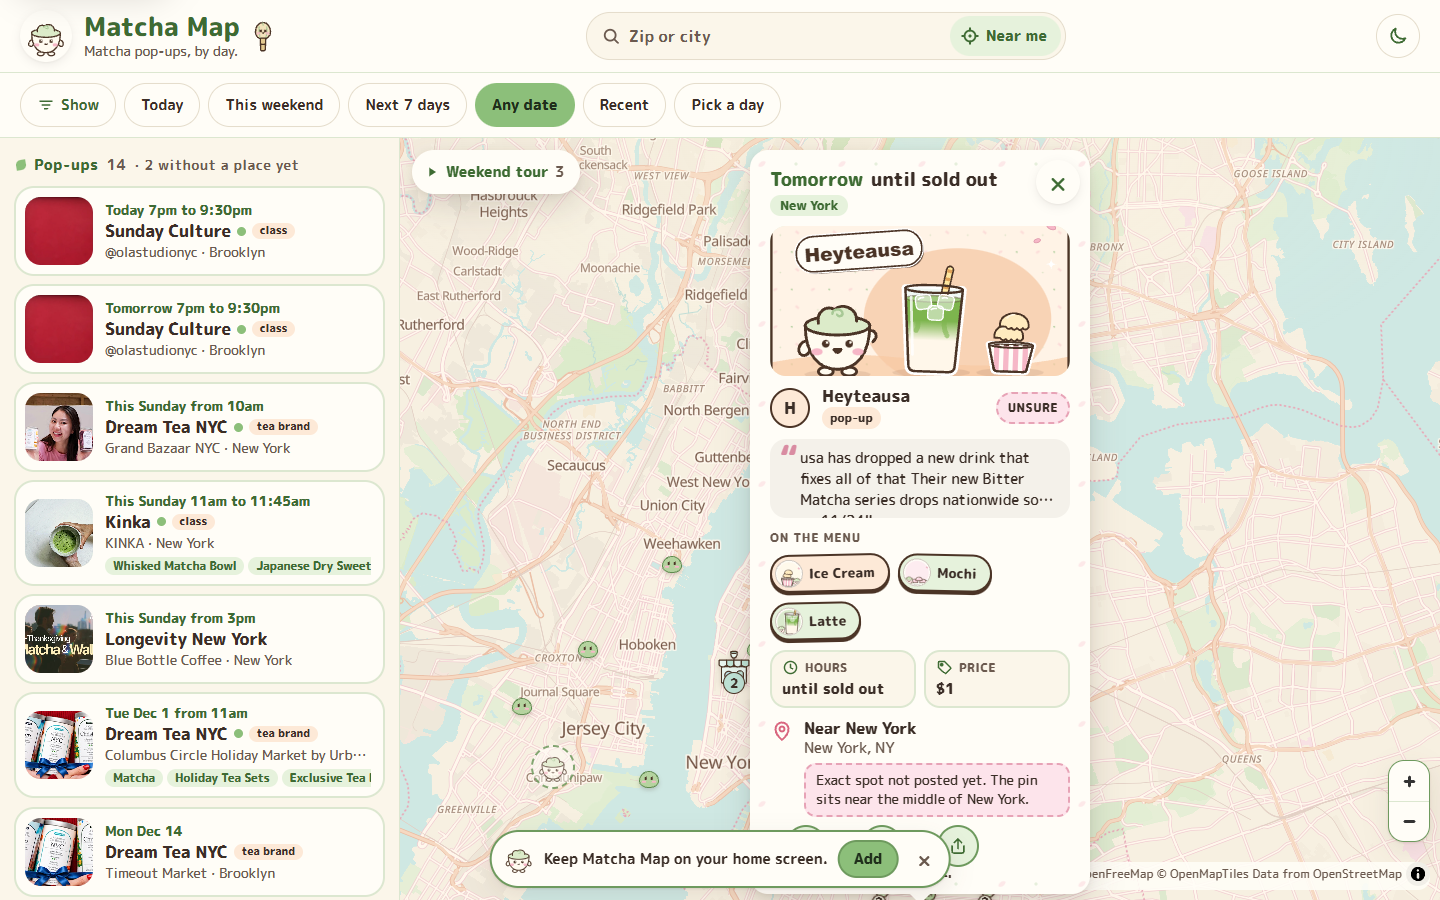 Matcha Map
Matcha pop-ups, by day.
Zip or city
Near me
Show
Today
This weekend
Next 7 days
Any date
Recent
Pick a day
Pop-ups 14 · 2 without a place yet
Today 7pm to 9:30pm
Sunday Culture
class
@olastudionyc · Brooklyn
Tomorrow 7pm to 9:30pm
Sunday Culture
class
@olastudionyc · Brooklyn
This Sunday from 10am
Dream Tea NYC
tea brand
Grand Bazaar NYC · New York
This Sunday 11am to 11:45am
Kinka
class
KINKA · New York
Whisked Matcha Bowl
Japanese Dry Sweet
This Sunday from 3pm
Longevity New York
Blue Bottle Coffee · New York
Tue Dec 1 from 11am
Dream Tea NYC
tea brand
Columbus Circle Holiday Market by Urb···
Matcha
Holiday Tea Sets
Exclusive Tea
Mon Dec 14
Dream Tea NYC
tea brand
Timeout Market · Brooklyn
Weekend tour 3
South
ckensack
WEST VIEW
Hasbrouck
Heights
Ridgefield Park
Wood-Ridge
Carlstadt
Moonachie
East Rutherford
Rutherford
Ridgefield
BABBITT
North Bergen
NORTH END
BUSINESS DISTRICT
Secaucus
West New Yo
Union City
Weehawken
Hoboken
CROXTON
Journal Square
Jersey City
2
New Yor
GREENVILLE
GOOSE ISLAND
BRONX
CITY ISLAND
LAND
QUEENS
Tomorrow until sold out
New York
Heyteausa
H
Heyteausa
pop-up
UNSURE
usa has dropped a new drink that
fixes all of that Their new Bitter
Matcha series drops nationwide so···
ON THE MENU
Ice Cream
Mochi
Latte
HOURS
until sold out
PRICE
$1
Near New York
New York, NY
Exact spot not posted yet. The pin
sits near the middle of New York.
Keep Matcha Map on your home screen.
Add
+
−
enFreeMap © OpenMapTiles Data from OpenStreetMap